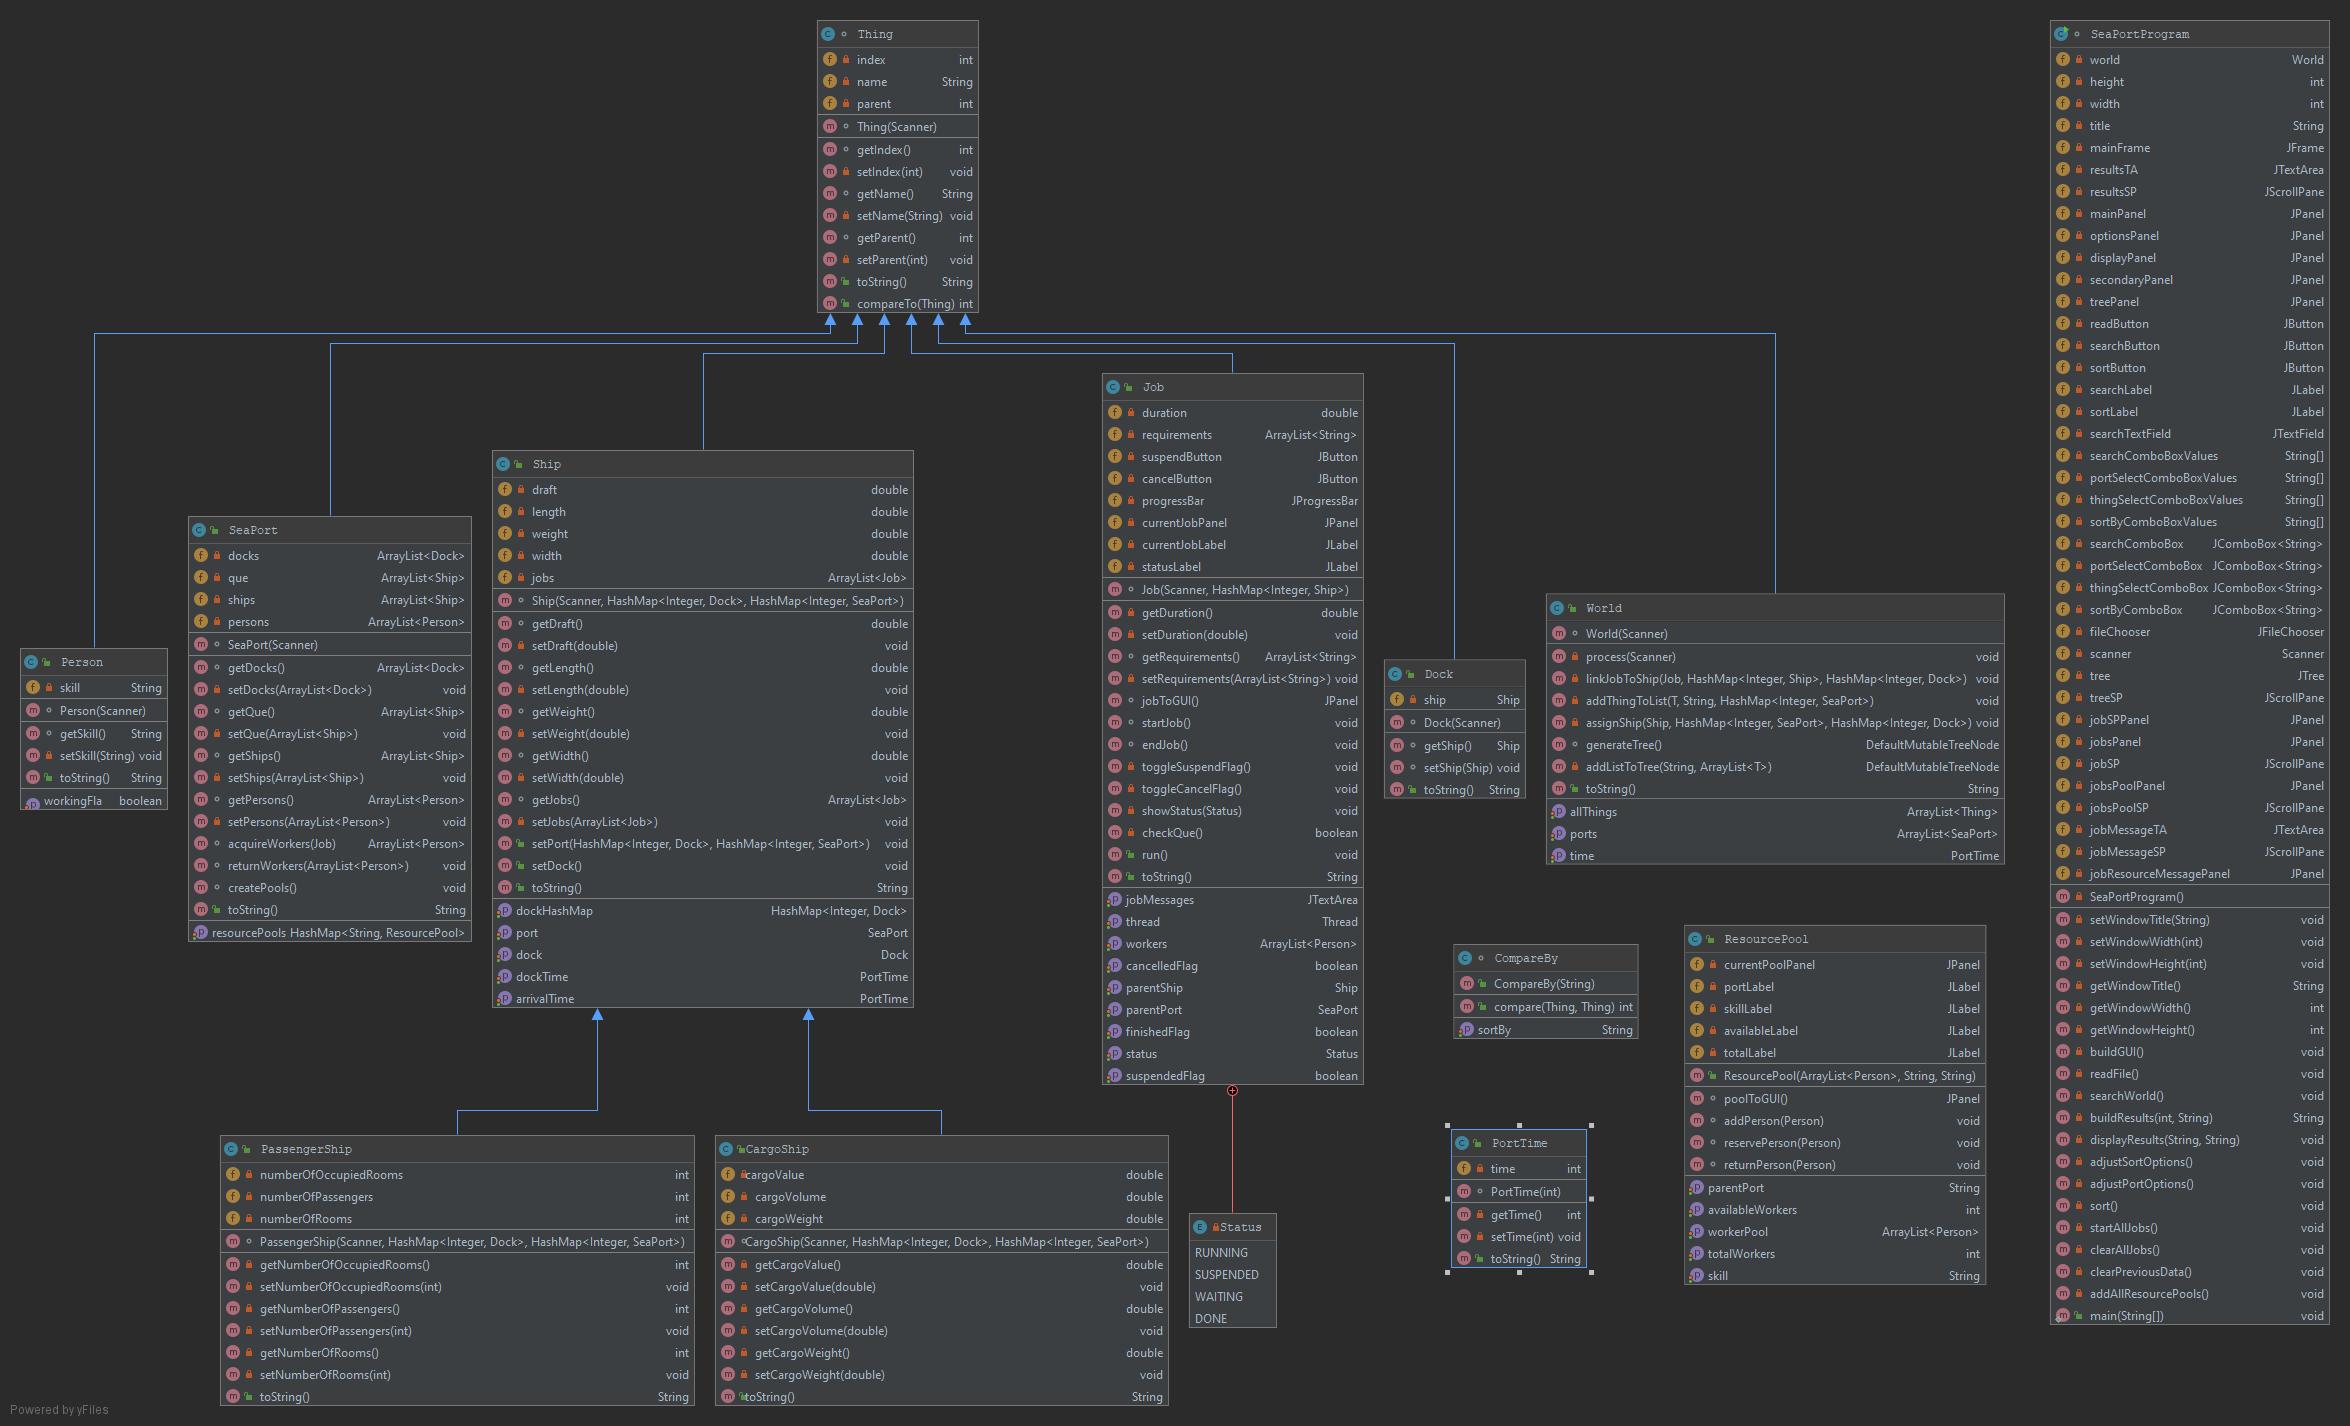 Thing
index int
name String
parent int
Thing(Scanner)
getIndex() int
setIndex(int) void
getName() String
setName(String) void
getParent() int
setParent(int) void
toString() String
compareTo(Thing) int
Person
skill String
Person(Scanner)
getSkill() String
setSkill(String) void
toString() String
workingFla boolean
SeaPort
docks ArrayList<Dock>
que ArrayList<Ship>
ships ArrayList<Ship>
persons ArrayList<Person>
SeaPort(Scanner)
getDocks() ArrayList<Dock>
setDocks(ArrayList<Dock>) void
getQue() ArrayList<Ship>
setQue(ArrayList<Ship>) void
getShips() ArrayList<Ship>
setShips(ArrayList<Ship>) void
getPersons() ArrayList<Person>
setPersons(ArrayList<Person>) void
acquireWorkers(Job) ArrayList<Person>
returnWorkers(ArrayList<Person>) void
createPools() void
toString() String
resourcePools HashMap<String, ResourcePool>
Ship
draft double
length double
weight double
width double
jobs ArrayList<Job>
Ship(Scanner, HashMap<Integer, Dock>, HashMap<Integer, SeaPort>)
getDraft() double
setDraft(double) void
getLength() double
setLength(double) void
getWeight() double
setWeight(double) void
getWidth() double
setWidth(double) void
getJobs() ArrayList<Job>
setJobs(ArrayList<Job>) void
setPort(HashMap<Integer, Dock>, HashMap<Integer, SeaPort>) void
setDock() void
toString() String
dockHashMap HashMap<Integer, Dock>
port SeaPort
dock Dock
dockTime PortTime
arrivalTime PortTime
Job
duration double
requirements ArrayList<String>
suspendButton JButton
cancelButton JButton
progressBar JProgressBar
currentJobPanel JPanel
currentJobLabel JLabel
statusLabel JLabel
Job(Scanner, HashMap<Integer, Ship>)
getDuration() double
setDuration(double) void
getRequirements() ArrayList<String>
setRequirements(ArrayList<String>) void
jobToGUI() JPanel
startJob() void
endJob() void
toggleSuspendFlag() void
toggleCancelFlag() void
showStatus(Status) void
checkQue() boolean
run() void
toString() String
jobMessages JTextArea
thread Thread
workers ArrayList<Person>
cancelledFlag boolean
parentShip Ship
parentPort SeaPort
finishedFlag boolean
status Status
suspendedFlag boolean
Dock
ship Ship
Dock(Scanner)
getShip() Ship
setShip(Ship) void
toString() String
World
World(Scanner)
process(Scanner) void
linkJobToShip(Job, HashMap<Integer, Ship>, HashMap<Integer, Dock>) void
addThingToList(T, String, HashMap<Integer, SeaPort>) void
assignShip(Ship, HashMap<Integer, SeaPort>, HashMap<Integer, Dock>) void
generateTree() DefaultMutableTreeNode
addListToTree(String, ArrayList<T>) DefaultMutableTreeNode
toString() String
allThings ArrayList<Thing>
ports ArrayList<SeaPort>
time PortTime
SeaPortProgram
world World
height int
width int
title String
mainFrame JFrame
resultsTA JTextArea
resultsSP JScrollPane
mainPanel JPanel
optionsPanel JPanel
displayPanel JPanel
secondaryPanel JPanel
treePanel JPanel
readButton JButton
searchButton JButton
sortButton JButton
searchLabel JLabel
sortLabel JLabel
searchTextField JTextField
searchComboBoxValues String[]
portSelectComboBoxValues String[]
thingSelectComboBoxValues String[]
sortByComboBoxValues String[]
searchComboBox JComboBox<String>
portSelectComboBox JComboBox<String>
thingSelectComboBox JComboBox<String>
sortByComboBox JComboBox<String>
fileChooser JFileChooser
scanner Scanner
tree JTree
treeSP JScrollPane
jobSPPanel JPanel
jobsPanel JPanel
jobSP JScrollPane
jobsPoolPanel JPanel
jobsPoolSP JScrollPane
jobMessageTA JTextArea
jobMessageSP JScrollPane
jobResourceMessagePanel JPanel
SeaPortProgram()
setWindowTitle(String) void
setWindowWidth(int) void
setWindowHeight(int) void
getWindowTitle() String
getWindowWidth() int
getWindowHeight() int
buildGUI() void
readFile() void
searchWorld() void
buildResults(int, String) String
displayResults(String, String) void
adjustSortOptions() void
adjustPortOptions() void
sort() void
startAllJobs() void
clearAllJobs() void
clearPreviousData() void
addAllResourcePools() void
main(String[]) void
CompareBy
CompareBy(String)
compare(Thing, Thing) int
sortBy String
ResourcePool
currentPoolPanel JPanel
portLabel JLabel
skillLabel JLabel
availableLabel JLabel
totalLabel JLabel
ResourcePool(ArrayList<Person>, String, String)
poolToGUI() JPanel
addPerson(Person) void
reservePerson(Person) void
returnPerson(Person) void
parentPort String
availableWorkers int
workerPool ArrayList<Person>
totalWorkers int
skill String
PassengerShip
numberOfOccupiedRooms int
numberOfPassengers int
numberOfRooms int
PassengerShip(Scanner, HashMap<Integer, Dock>, HashMap<Integer, SeaPort>)
getNumberOfOccupiedRooms() int
setNumberOfOccupiedRooms(int) void
getNumberOfPassengers() int
setNumberOfPassengers(int) void
getNumberOfRooms() int
setNumberOfRooms(int) void
toString() String
CargoShip
cargoValue double
cargoVolume double
cargoWeight double
CargoShip(Scanner, HashMap<Integer, Dock>, HashMap<Integer, SeaPort>)
getCargoValue() double
setCargoValue(double) void
getCargoVolume() double
setCargoVolume(double) void
getCargoWeight() double
setCargoWeight(double) void
toString() String
Status
RUNNING
SUSPENDED
WAITING
DONE
PortTime
time int
PortTime(int)
getTime() int
setTime(int) void
toString() String
Powered by yFiles